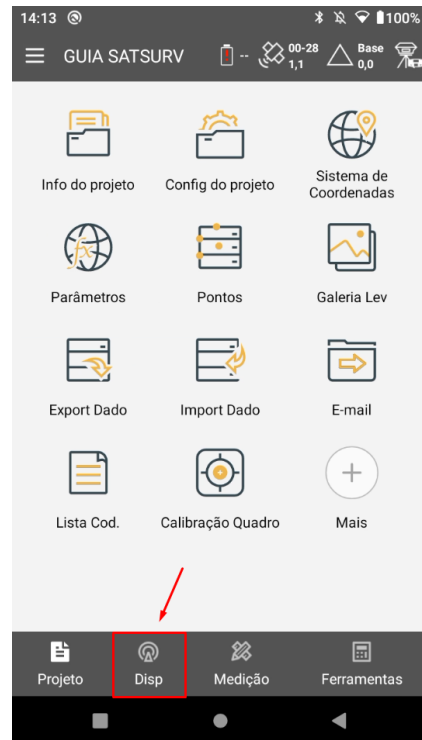 14:13 100%
GUIA SATSURV -- 00-28 Base
1,1 0,0
Info do projeto Config do projeto Sistema de
Coordenadas
Parâmetros Pontos Galeria Lev
Export Dado Import Dado E-mail
Lista Cod. Calibração Quadro Mais
Projeto Disp Medição Ferramentas